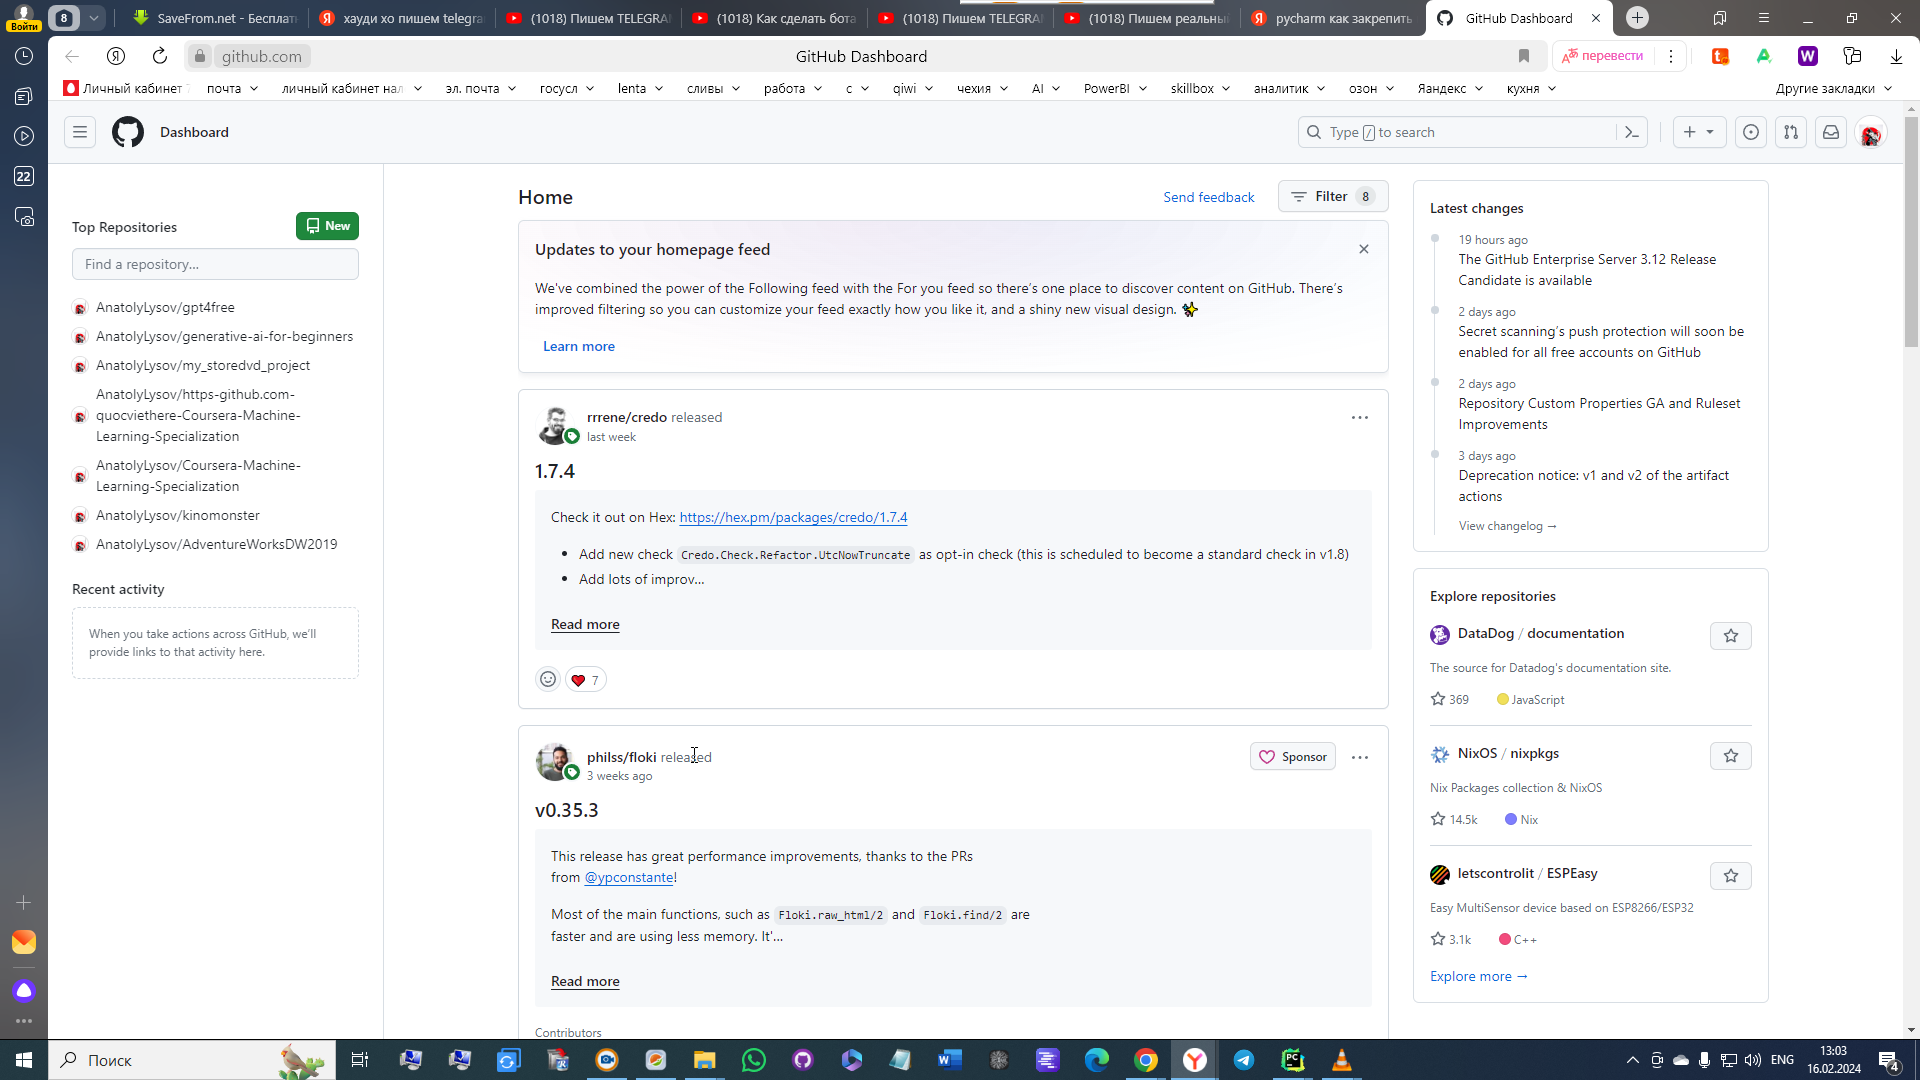 Войти
8
SaveFrom.net - Бесплатн
хауди хо пишем telegra
(1018) Пишем TELEGRA
(1018) Как сделать бота
(1018) Пишем TELEGRA
(1018) Пишем реальны
pycharm как закрепить
GitHub Dashboard
github.com
GitHub Dashboard
перевести
Личный кабинет
почта
личный кабинет нал
эл. почта
госусл
lenta
сливы
работа
с
qiwi
чехия
AI
PowerBI
skillbox
аналитик
озон
Яандекс
кухня
Другие закладки
22
Dashboard
Type / to search
Top Repositories
New
Find a repository...
AnatolyLysov/gpt4free
AnatolyLysov/generative-ai-for-beginners
AnatolyLysov/my_storedvd_project
AnatolyLysov/https-github.com-
quocviethere-Coursera-Machine-
Learning-Specialization
AnatolyLysov/Coursera-Machine-
Learning-Specialization
AnatolyLysov/kinomonster
AnatolyLysov/AdventureWorksDW2019
Recent activity
When you take actions across GitHub, we'll
provide links to that activity here.
Home
Send feedback
Filter 8
Updates to your homepage feed
We've combined the power of the Following feed with the For you feed so there's one place to discover content on GitHub. There's
improved filtering so you can customize your feed exactly how you like it, and a shiny new visual design. ✨
Learn more
rrrene/credo released
last week
1.7.4
Check it out on Hex: https://hex.pm/packages/credo/1.7.4
• Add new check Credo.Check.Refactor.UtcNowTruncate as opt-in check (this is scheduled to become a standard check in v1.8)
• Add lots of improv...
Read more
7
philss/floki released
3 weeks ago
Sponsor
v0.35.3
This release has great performance improvements, thanks to the PRs
from @ypconstante!
Most of the main functions, such as Floki.raw_html/2 and Floki.find/2 are
faster and are using less memory. It'...
Read more
Contributors
Latest changes
19 hours ago
The GitHub Enterprise Server 3.12 Release
Candidate is available
2 days ago
Secret scanning's push protection will soon be
enabled for all free accounts on GitHub
2 days ago
Repository Custom Properties GA and Ruleset
Improvements
3 days ago
Deprecation notice: v1 and v2 of the artifact
actions
View changelog →
Explore repositories
DataDog / documentation
The source for Datadog's documentation site.
369 JavaScript
NixOS / nixpkgs
Nix Packages collection & NixOS
14.5k Nix
letscontrolit / ESPEasy
Easy MultiSensor device based on ESP8266/ESP32
3.1k C++
Explore more →
Поиск
ENG
13:03
16.02.2024
4